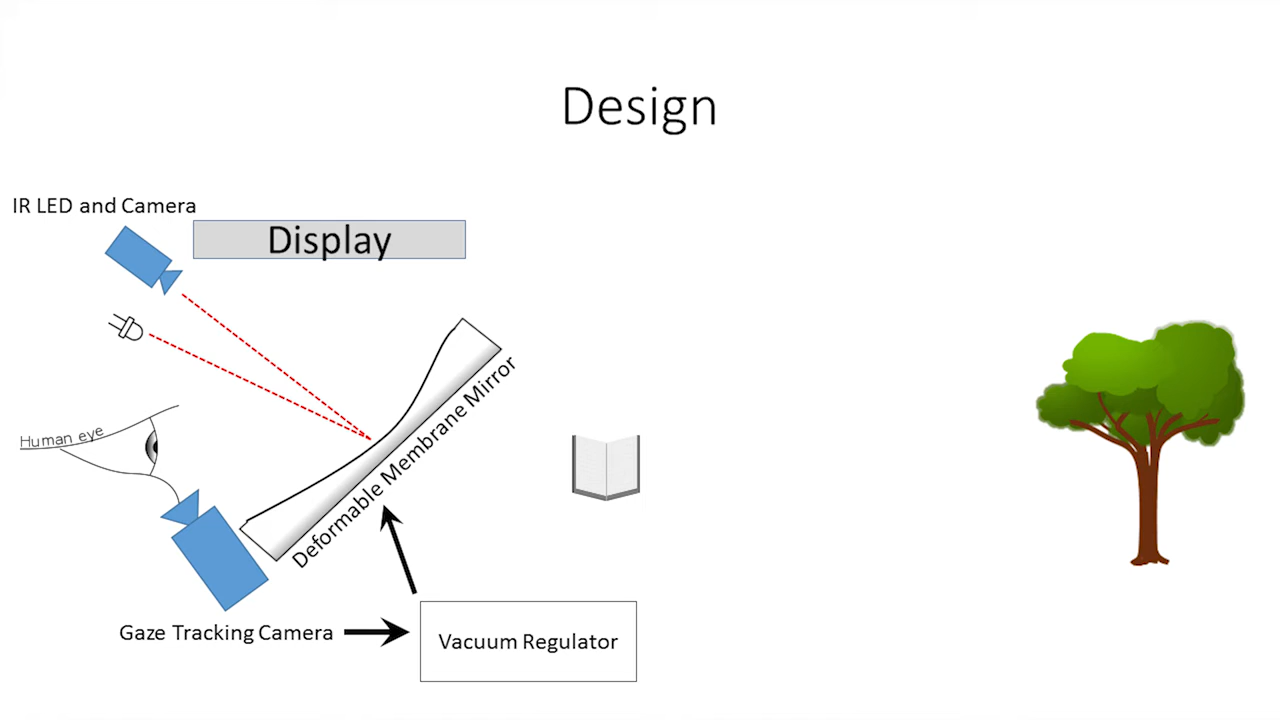 Design
IR LED and Camera
Display
Human eye
Deformable Membrane Mirror
Gaze Tracking Camera
Vacuum Regulator